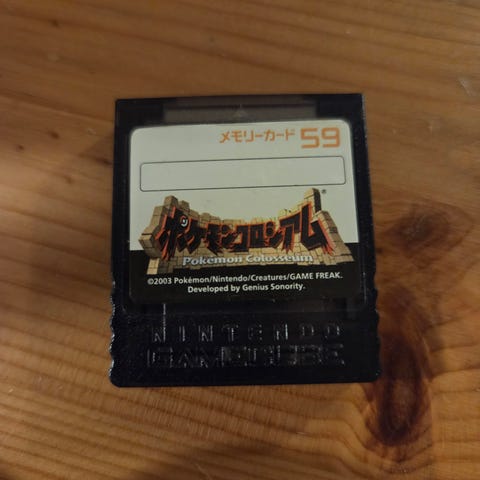 メモリーカード 59
ポケモンコロシアム®
Pokémon Colosseum
©2003 Pokémon/Nintendo/Creatures/GAME FREAK.
Developed by Genius Sonority.
NINTENDO
GAMECUBE